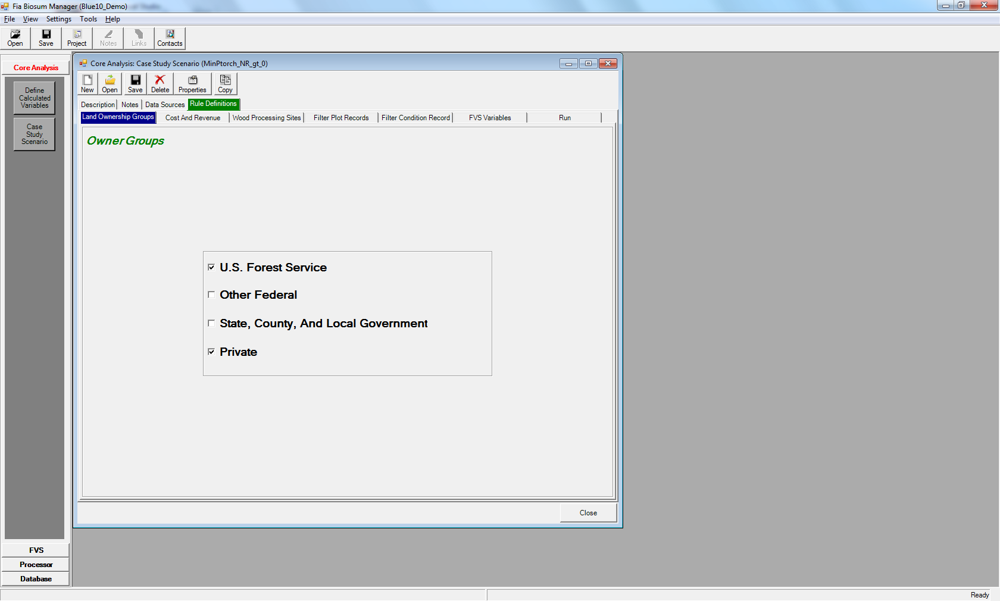 Fia Biosum Manager (Blue10_Demo)
File View Settings Tools Help
Open Save Project Notes Links Contacts
Core Analysis
Define
Calculated
Variables
Case
Study
Scenario
FVS
Processor
Database
Core Analysis: Case Study Scenario (MinPtorch_NR_gt_0)
New Open Save Delete Properties Copy
Description Notes Data Sources Rule Definitions
Land Ownership Groups Cost And Revenue Wood Processing Sites Filter Plot Records Filter Condition Record FVS Variables Run
Owner Groups
U.S. Forest Service
Other Federal
State, County, And Local Government
Private
Close
Ready